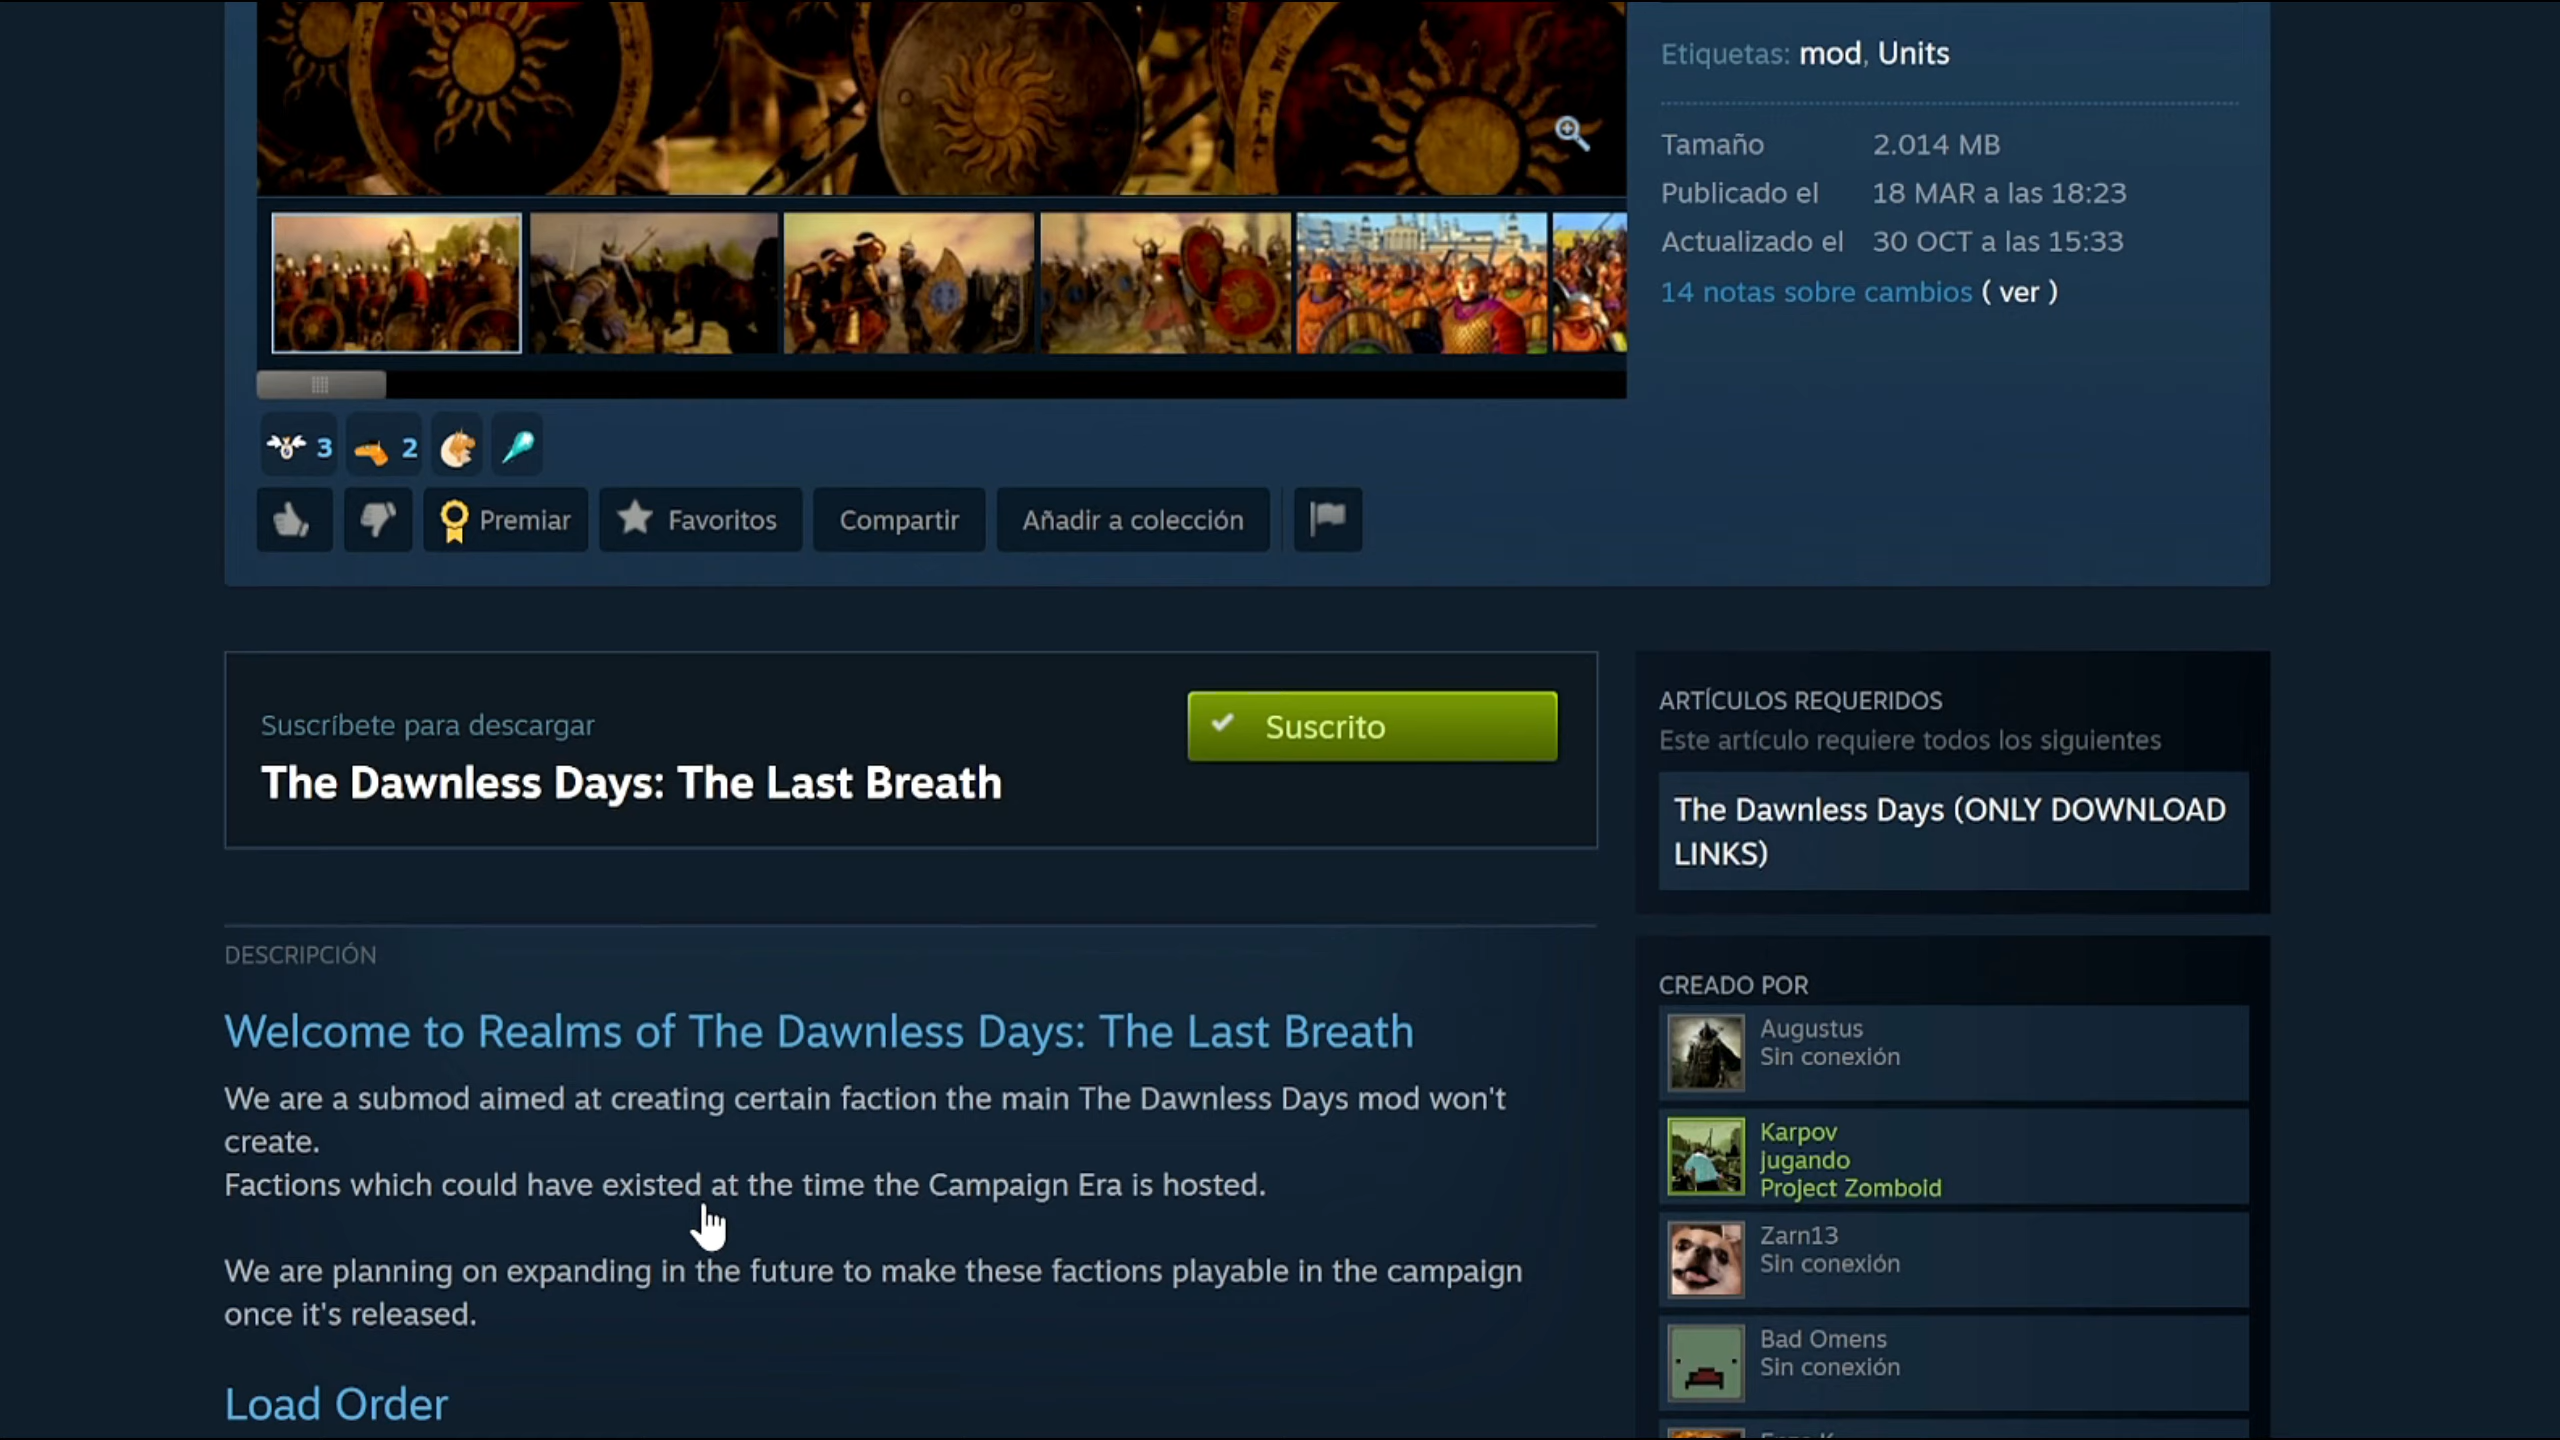 Etiquetas: mod, Units
Tamaño 2.014 MB
Publicado el 18 MAR a las 18:23
Actualizado el 30 OCT a las 15:33
14 notas sobre cambios ( ver )
3 2
Premiar Favoritos Compartir Añadir a colección
Suscríbete para descargar
The Dawnless Days: The Last Breath
Suscrito
ARTÍCULOS REQUERIDOS
Este artículo requiere todos los siguientes
The Dawnless Days (ONLY DOWNLOAD
LINKS)
DESCRIPCIÓN
Welcome to Realms of The Dawnless Days: The Last Breath
We are a submod aimed at creating certain faction the main The Dawnless Days mod won't
create.
Factions which could have existed at the time the Campaign Era is hosted.
We are planning on expanding in the future to make these factions playable in the campaign
once it's released.
Load Order
CREADO POR
Augustus
Sin conexión
Karpov
Jugando
Project Zomboid
Zarn13
Sin conexión
Bad Omens
Sin conexión